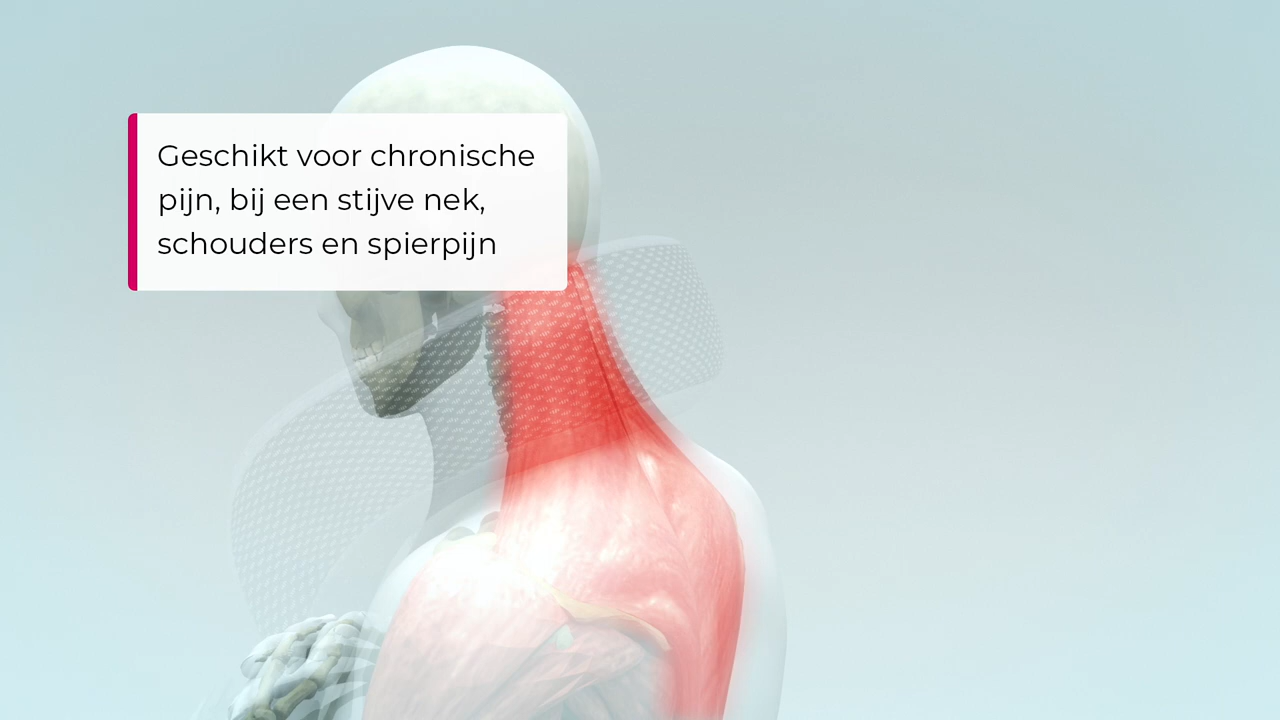 Geschikt voor chronische
pijn, bij een stijve nek,
schouders en spierpijn